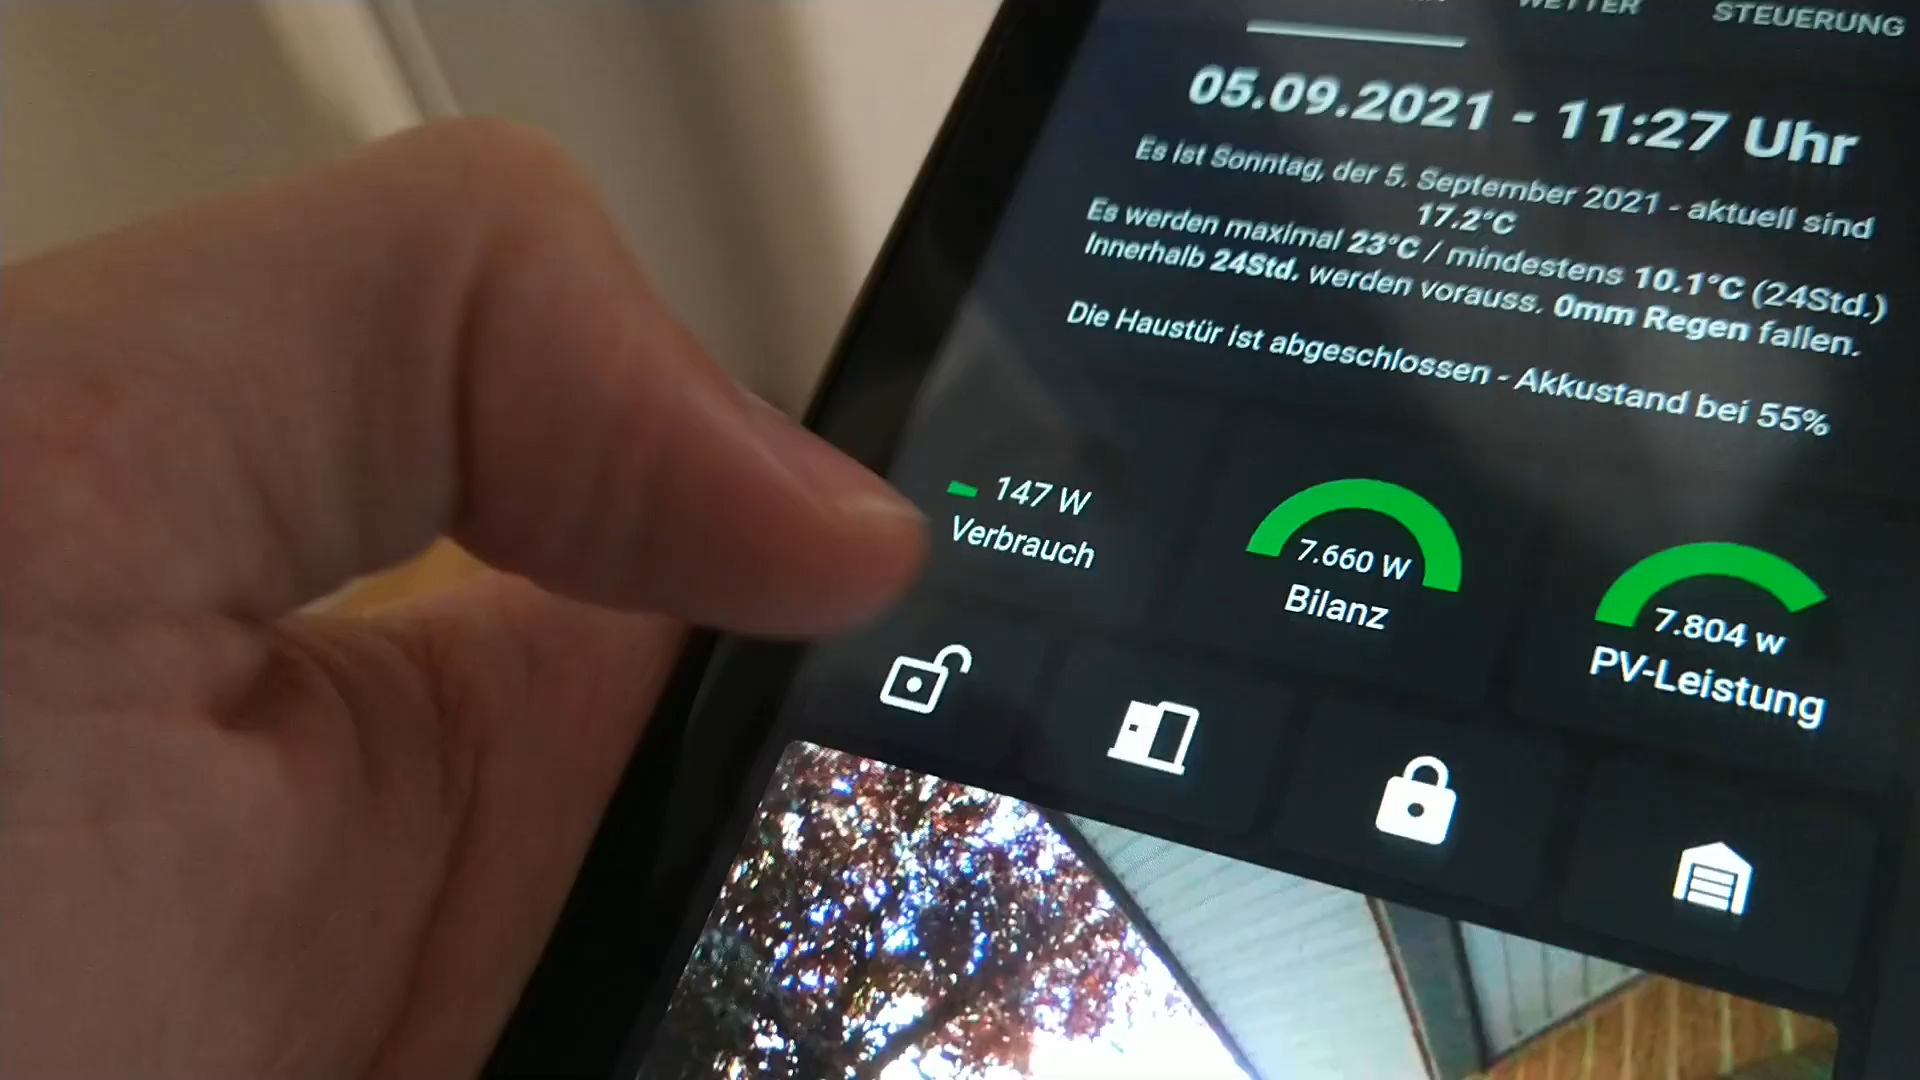 WETTER
STEUERUNG
05.09.2021 - 11:27 Uhr
Es ist Sonntag, der 5. September 2021 - aktuell sind
17.2°C
Es werden maximal 23°C / mindestens 10.1°C (24Std.)
Innerhalb 24Std. werden vorauss. 0mm Regen fallen.
Die Haustür ist abgeschlossen - Akkustand bei 55%
147 W
Verbrauch
7.660 W
Bilanz
7.804 W
PV-Leistung